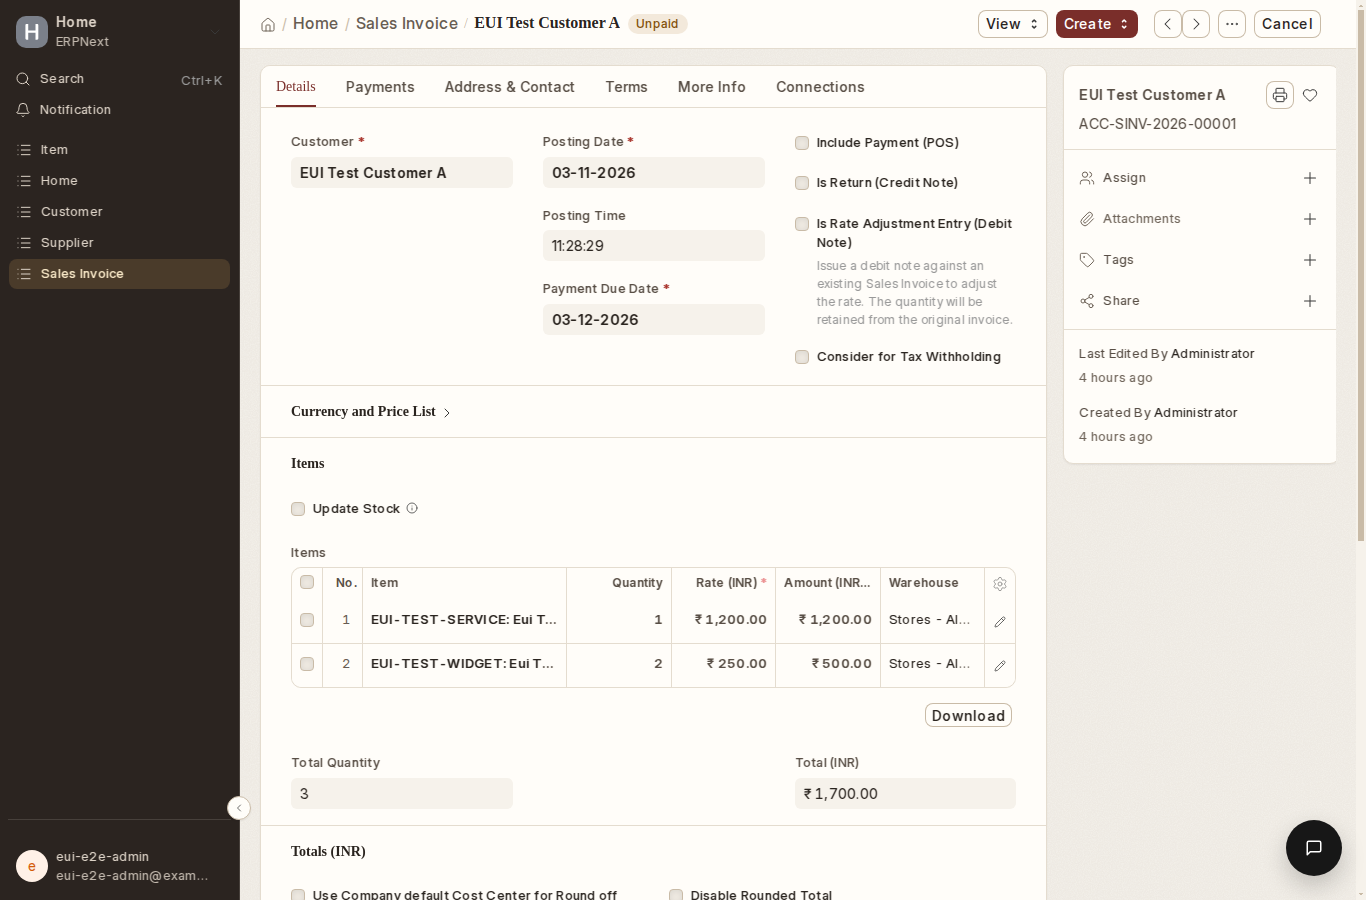 H
Home
ERPNext
Search
Ctrl+K
Notification
Item
Home
Customer
Supplier
Sales Invoice
e
eui-e2e-admin
eui-e2e-admin@exam...
/ Home / Sales Invoice / EUI Test Customer A
Unpaid
View
Create
...
Cancel
Details
Payments
Address & Contact
Terms
More Info
Connections
Customer *
EUI Test Customer A
Posting Date *
03-11-2026
Posting Time
11:28:29
Payment Due Date *
03-12-2026
Include Payment (POS)
Is Return (Credit Note)
Is Rate Adjustment Entry (Debit
Note)
Issue a debit note against an
existing Sales Invoice to adjust
the rate. The quantity will be
retained from the original invoice.
Consider for Tax Withholding
Currency and Price List
Items
Update Stock
Items
No. Item Quantity Rate (INR) * Amount (INR... Warehouse
1 EUI-TEST-SERVICE: Eui T... 1 ₹ 1,200.00 ₹ 1,200.00 Stores - Al...
2 EUI-TEST-WIDGET: Eui T... 2 ₹ 250.00 ₹ 500.00 Stores - Al...
Download
Total Quantity
3
Total (INR)
₹ 1,700.00
Totals (INR)
Use Company default Cost Center for Round off
Disable Rounded Total
EUI Test Customer A
ACC-SINV-2026-00001
Assign
Attachments
Tags
Share
Last Edited By Administrator
4 hours ago
Created By Administrator
4 hours ago